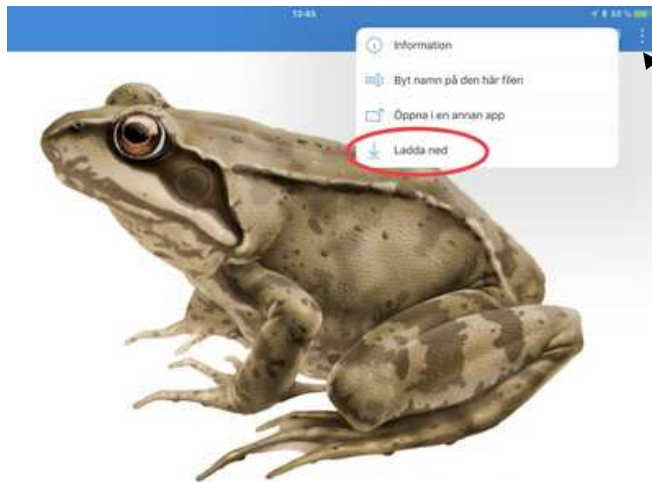 12:45
Information
Byt namn på den här filen
Öppna i en annan app
Ladda ned